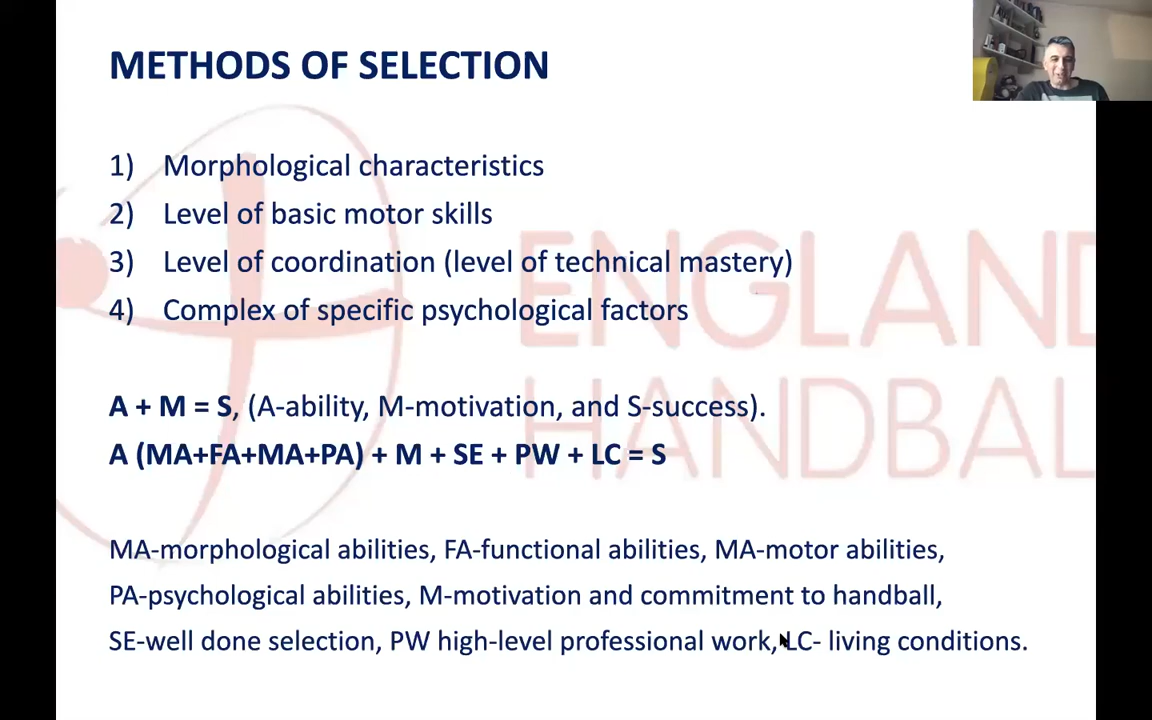 METHODS OF SELECTION
1) Morphological characteristics
2) Level of basic motor skills
3) Level of coordination (level of technical mastery)
4) Complex of specific psychological factors
ENGLAND
HANDBALL
A + M = S, (A-ability, M-motivation, and S-success).
A (MA+FA+MA+PA) + M + SE + PW + LC = S
MA-morphological abilities, FA-functional abilities, MA-motor abilities,
PA-psychological abilities, M-motivation and commitment to handball,
SE-well done selection, PW high-level professional work, LC- living conditions.